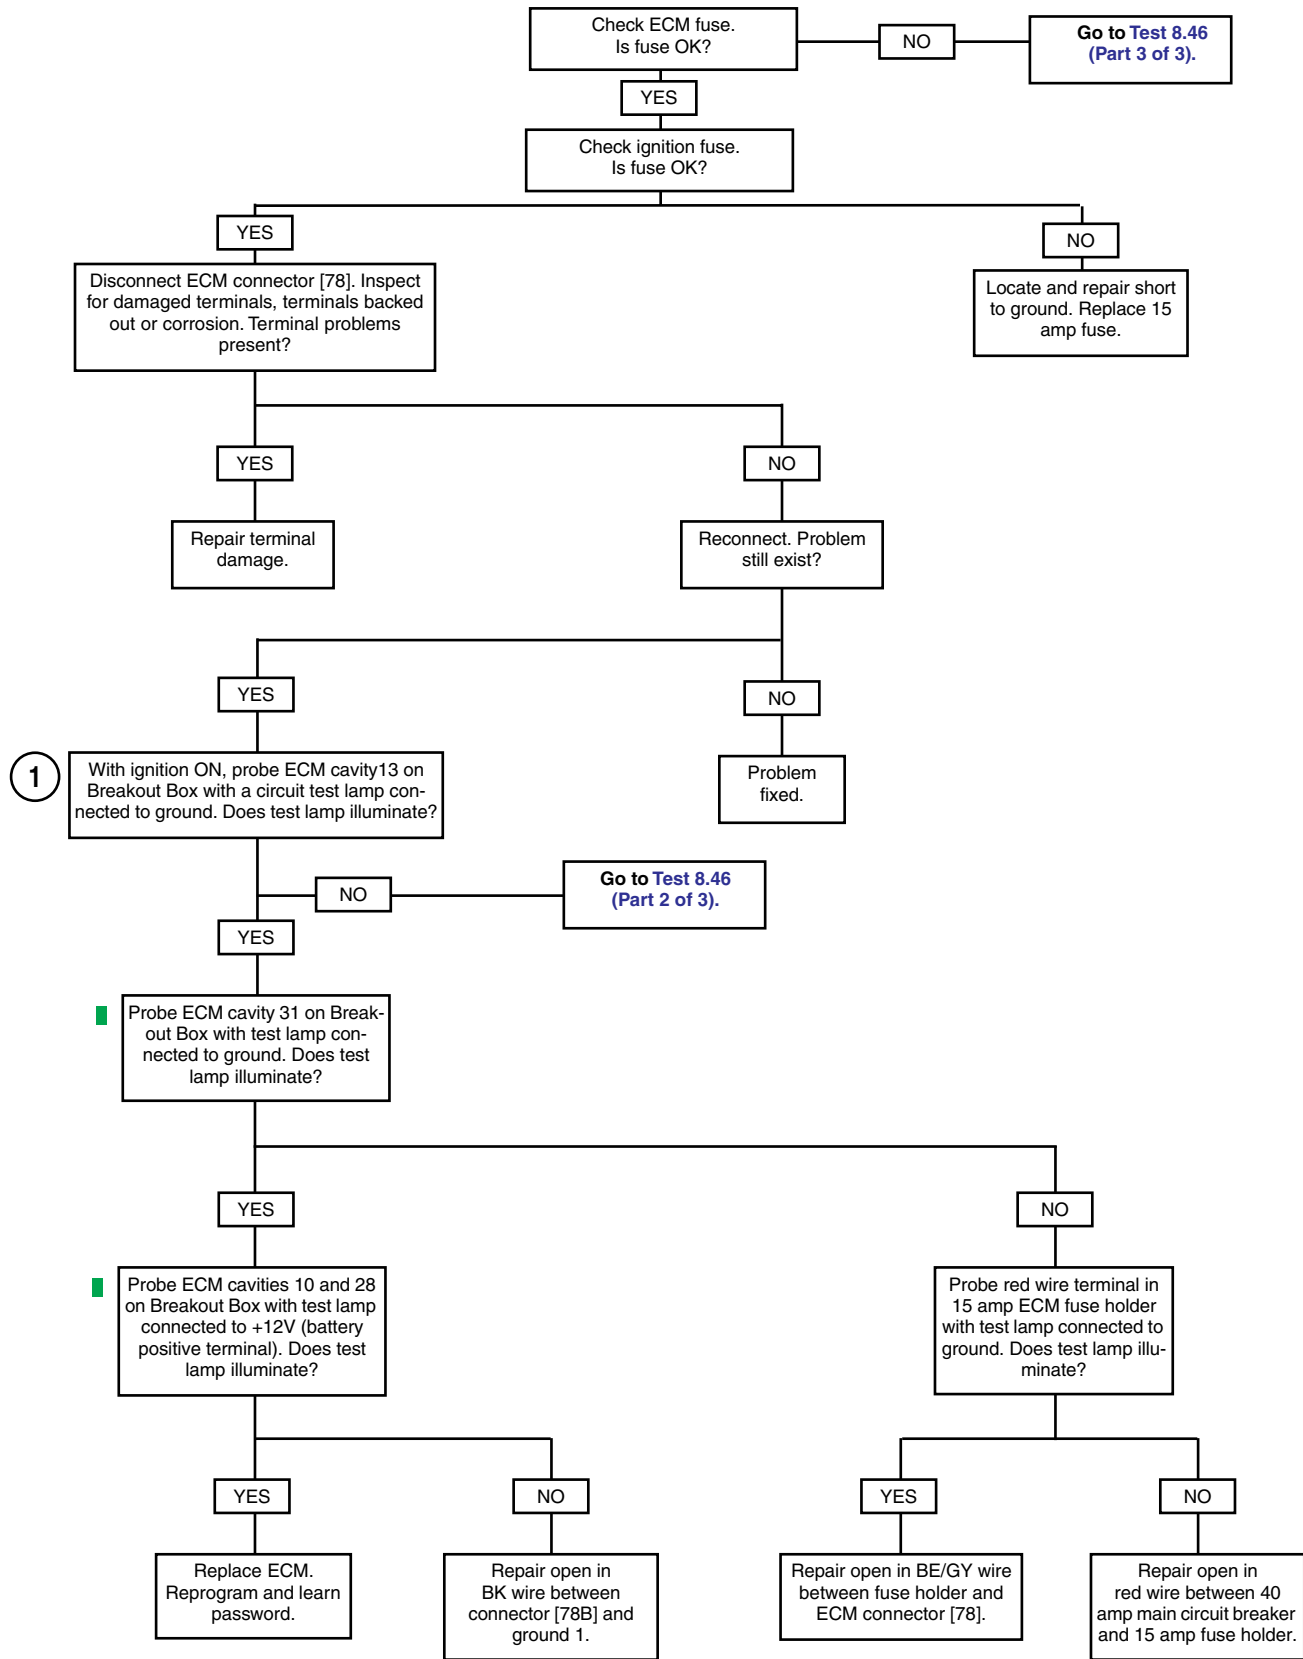 Check ECM fuse.
Is fuse OK?
NO
Go to Test 8.46
(Part 3 of 3).
YES
Check ignition fuse.
Is fuse OK?
YES
NO
Disconnect ECM connector [78]. Inspect
for damaged terminals, terminals backed
out or corrosion. Terminal problems
present?
Locate and repair short
to ground. Replace 15
amp fuse.
YES
NO
Repair terminal
damage.
Reconnect. Problem
still exist?
YES
NO
1
With ignition ON, probe ECM cavity13 on
Breakout Box with a circuit test lamp con-
nected to ground. Does test lamp illuminate?
Problem
fixed.
NO
Go to Test 8.46
(Part 2 of 3).
YES
Probe ECM cavity 31 on Break-
out Box with test lamp con-
nected to ground. Does test
lamp illuminate?
YES
NO
Probe ECM cavities 10 and 28
on Breakout Box with test lamp
connected to +12V (battery
positive terminal). Does test
lamp illuminate?
Probe red wire terminal in
15 amp ECM fuse holder
with test lamp connected to
ground. Does test lamp illu-
minate?
YES
NO
YES
NO
Replace ECM.
Reprogram and learn
password.
Repair open in
BK wire between
connector [78B] and
ground 1.
Repair open in BE/GY wire
between fuse holder and
ECM connector [78].
Repair open in
red wire between 40
amp main circuit breaker
and 15 amp fuse holder.